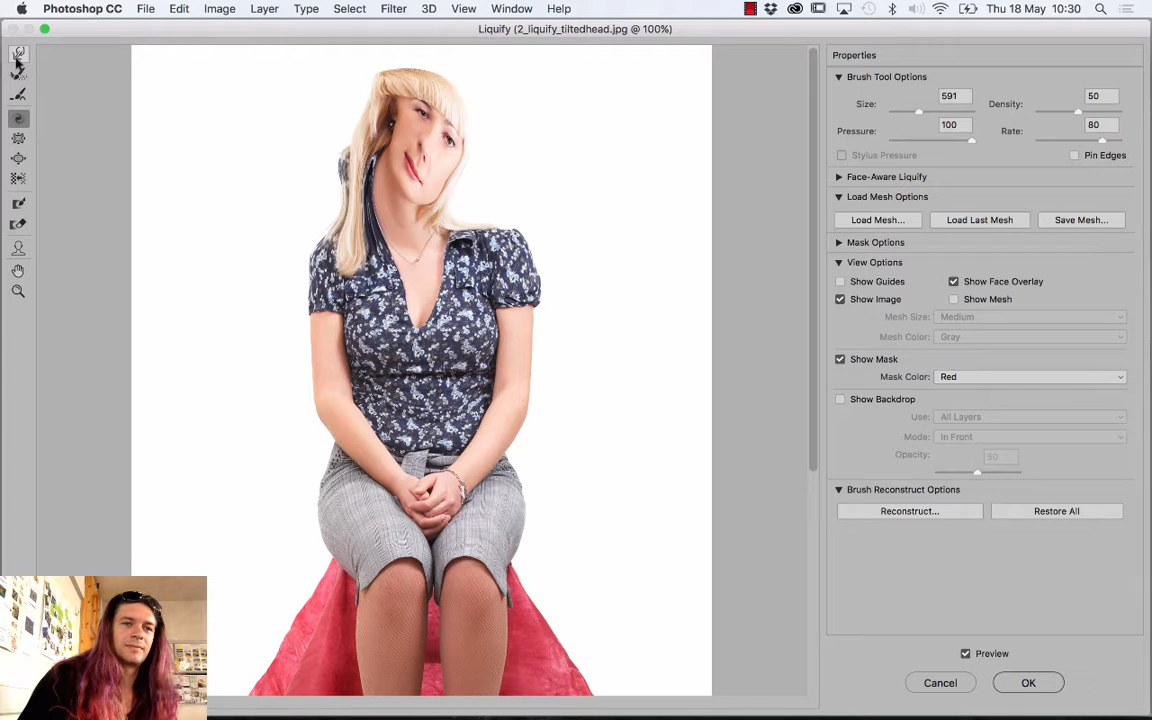 Photoshop CC File Edit Image Layer Type Select Filter 3D View Window Help Thu 18 May 10:30
Liquify (2_liquify_tiltedhead.jpg @ 100%)
Properties
Brush Tool Options
Size: 591 Density: 50
Pressure: 100 Rate: 80
Stylus Pressure Pin Edges
Face-Aware Liquify
Load Mesh Options
Load Mesh... Load Last Mesh Save Mesh...
Mask Options
View Options
Show Guides Show Face Overlay
Show Image Show Mesh
Mesh Size: Medium
Mesh Color: Gray
Show Mask
Mask Color: Red
Show Backdrop
Use: All Layers
Mode: In Front
Opacity: 50
Brush Reconstruct Options
Reconstruct... Restore All
Preview
Cancel OK